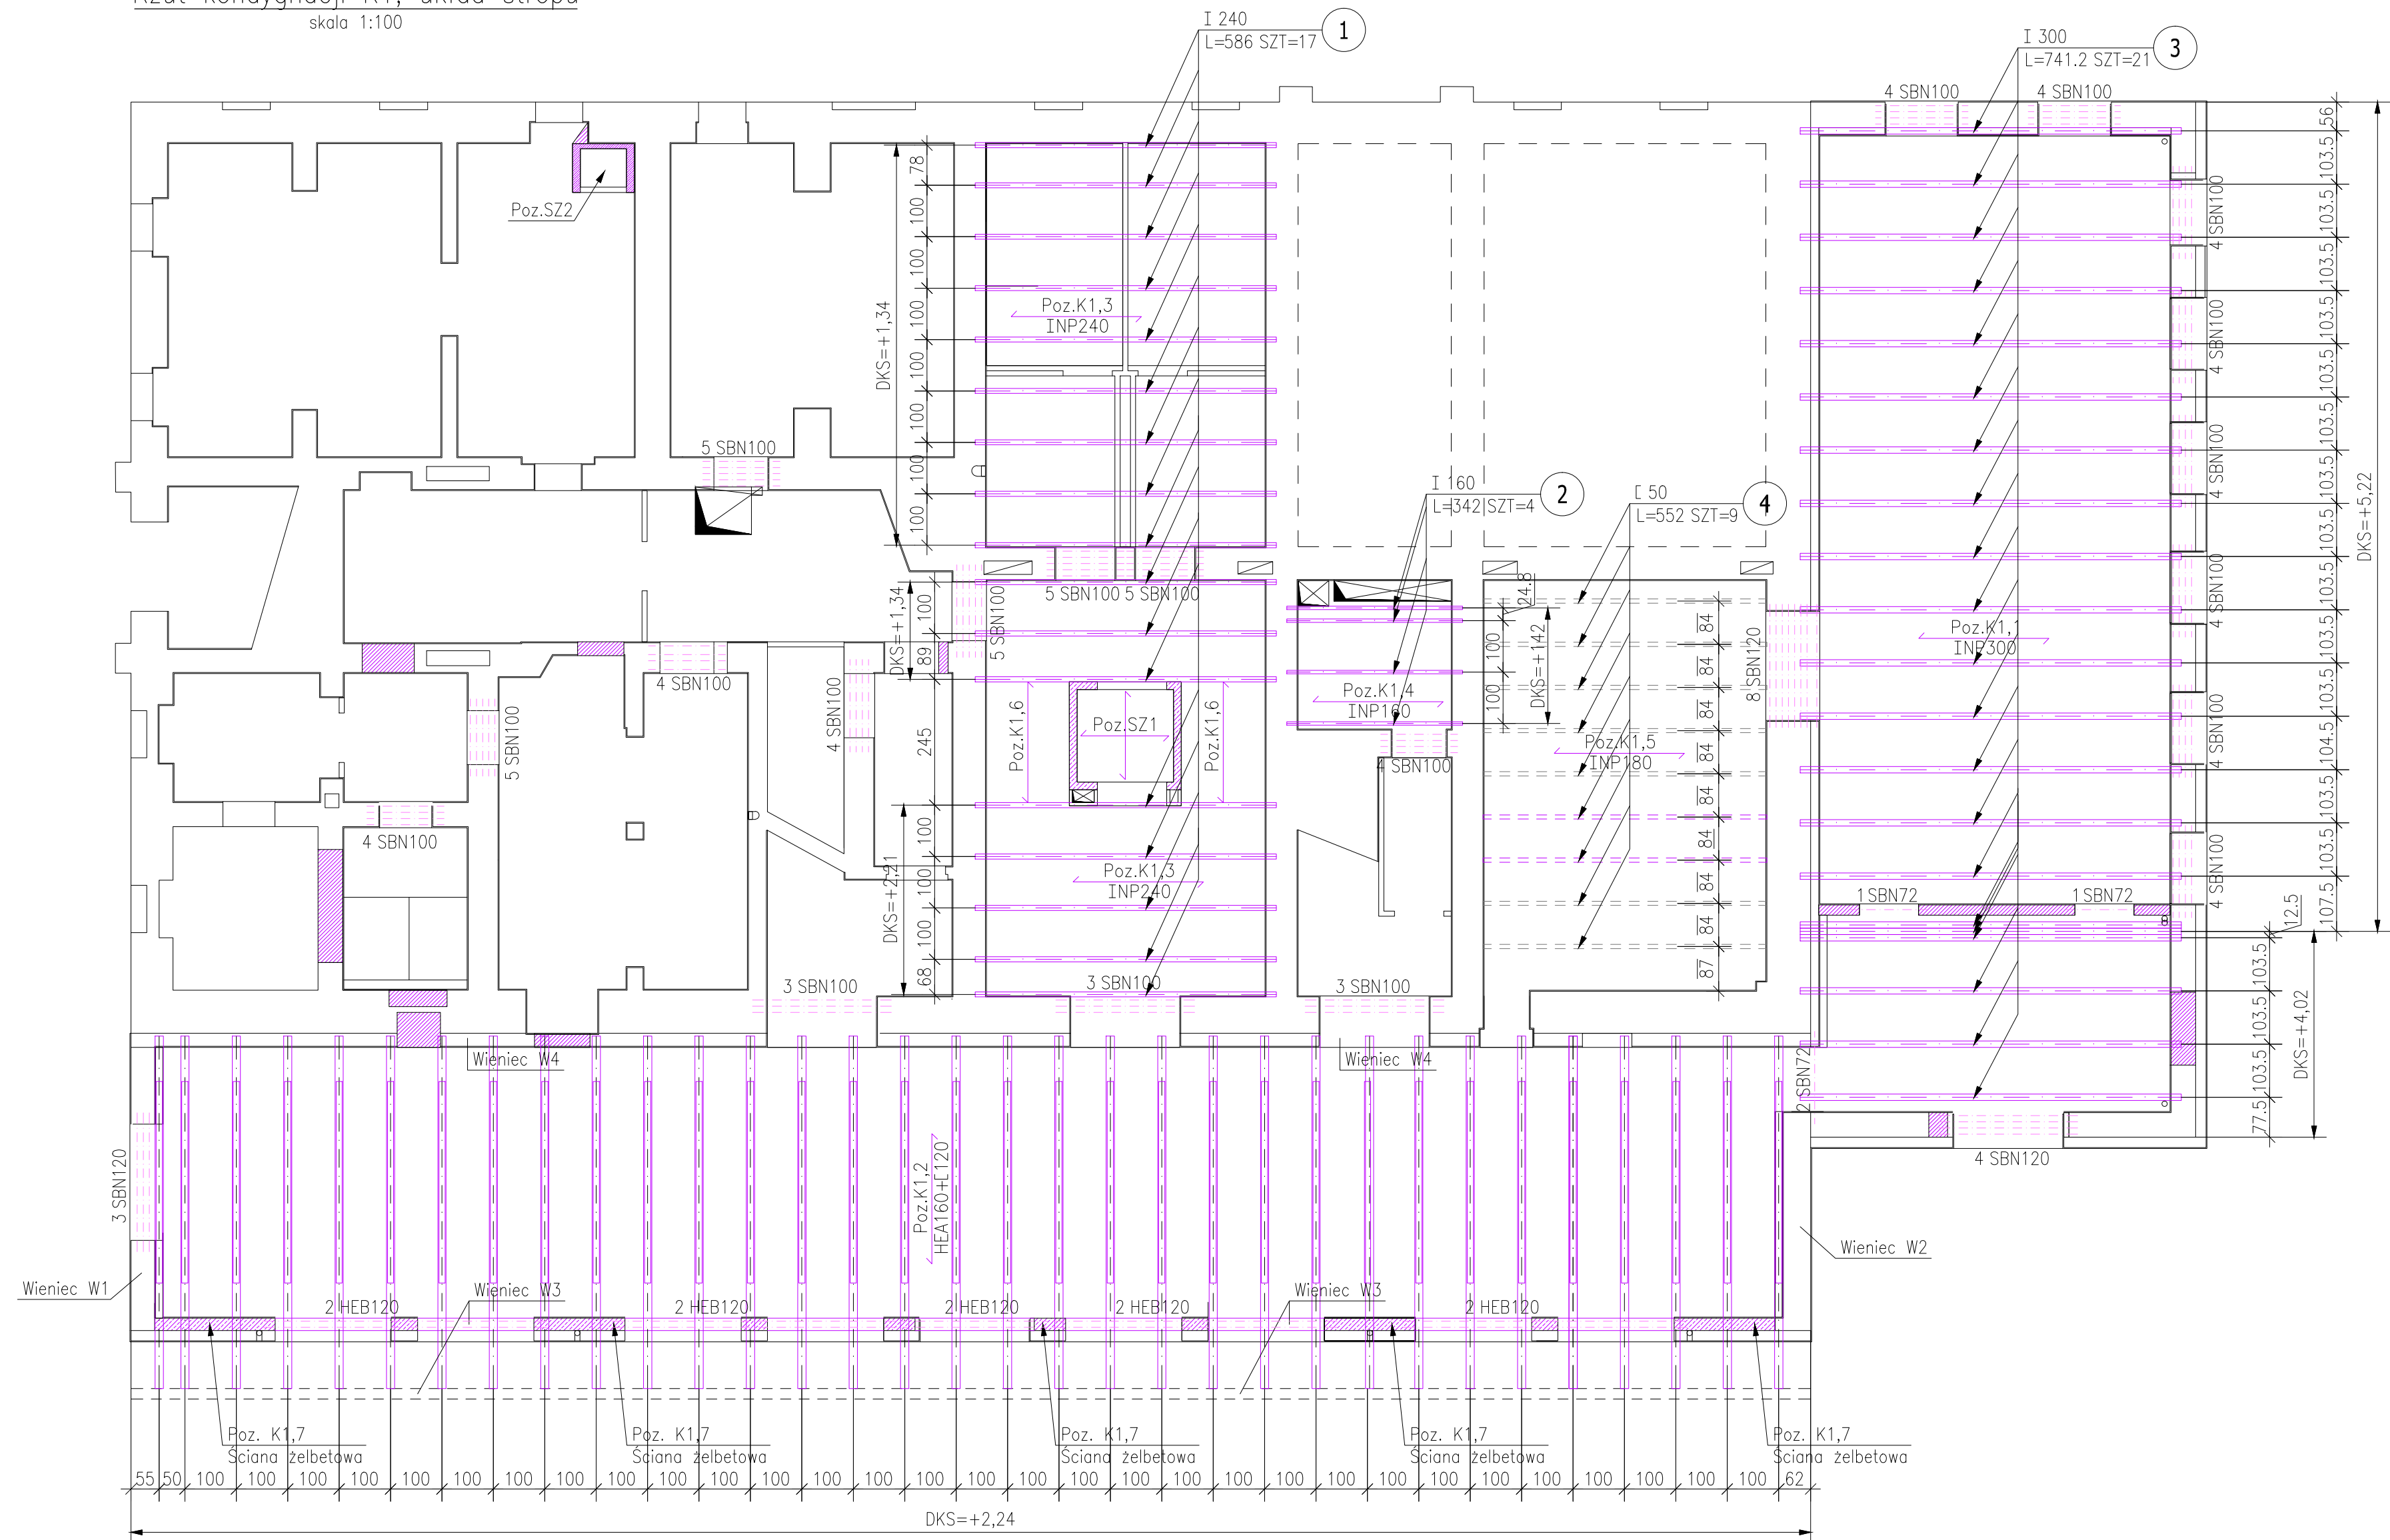 Rzut kondygnacji K1, układ stropu
skala 1:100
I 240
L=586 SZT=17
1
I 300
L=741.2 SZT=21
3
4 SBN100
4 SBN100
56
103.5
103.5
103.5
103.5
103.5
103.5
103.5
103.5
103.5
103.5
103.5
104.5
103.5
103.5
107.5
DKS=+5,22
12.5
103.5
103.5
103.5
77.5
DKS=+4,02
4 SBN100
4 SBN100
4 SBN100
4 SBN100
4 SBN100
4 SBN100
Poz.SZ2
78
100
100
100
100
100
100
100
DKS=+1,34
Poz.K1,3
INP240
5 SBN100
I 160
L=342 SZT=4
2
[ 50
L=552 SZT=9
4
5 SBN100
5 SBN100
5 SBN100
100
89
DKS=+1,34
245
24.8
100
100
DKS=+142
84
84
84
84
84
84
84
84
87
8 SBN120
Poz.K1,1
INP300
4 SBN100
4 SBN100
5 SBN100
Poz.K1,6
Poz.SZ1
Poz.K1,6
Poz.K1,4
INP160
Poz.K1,5
INP180
4 SBN100
4 SBN100
Poz.K1,3
INP240
100
100
100
68
DKS=+2,21
1SBN72
1SBN72
3 SBN100
3 SBN100
3 SBN100
Wieniec W4
Wieniec W4
2 SBN72
4 SBN120
3 SBN120
Poz.K1,2
HEA160+[120
Wieniec W2
Wieniec W1
Wieniec W3
Wieniec W3
2 HEB120
2 HEB120
2 HEB120
2 HEB120
2 HEB120
Poz. K1,7
Ściana żelbetowa
Poz. K1,7
Ściana żelbetowa
Poz. K1,7
Ściana żelbetowa
Poz. K1,7
Ściana żelbetowa
Poz. K1,7
Ściana żelbetowa
55 50 100 100 100 100 100 100 100 100 100 100 100 100 100 100 100 100 100 100 100 100 100 100 100 100 100 100 100 100 100 100 100 62
DKS=+2,24